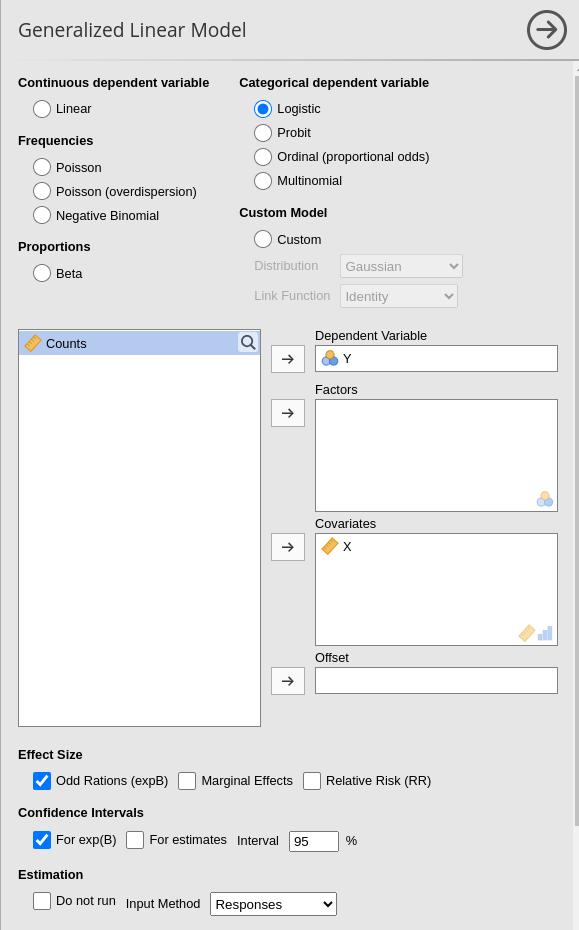 Generalized Linear Model
Continuous dependent variable
Linear
Frequencies
Poisson
Poisson (overdispersion)
Negative Binomial
Proportions
Beta
Categorical dependent variable
Logistic
Probit
Ordinal (proportional odds)
Multinomial
Custom Model
Custom
Distribution Gaussian
Link Function Identity
Counts
Dependent Variable
Y
Factors
Covariates
X
Offset
Effect Size
Odd Rations (expB) Marginal Effects Relative Risk (RR)
Confidence Intervals
For exp(B) For estimates Interval 95 %
Estimation
Do not run Input Method Responses